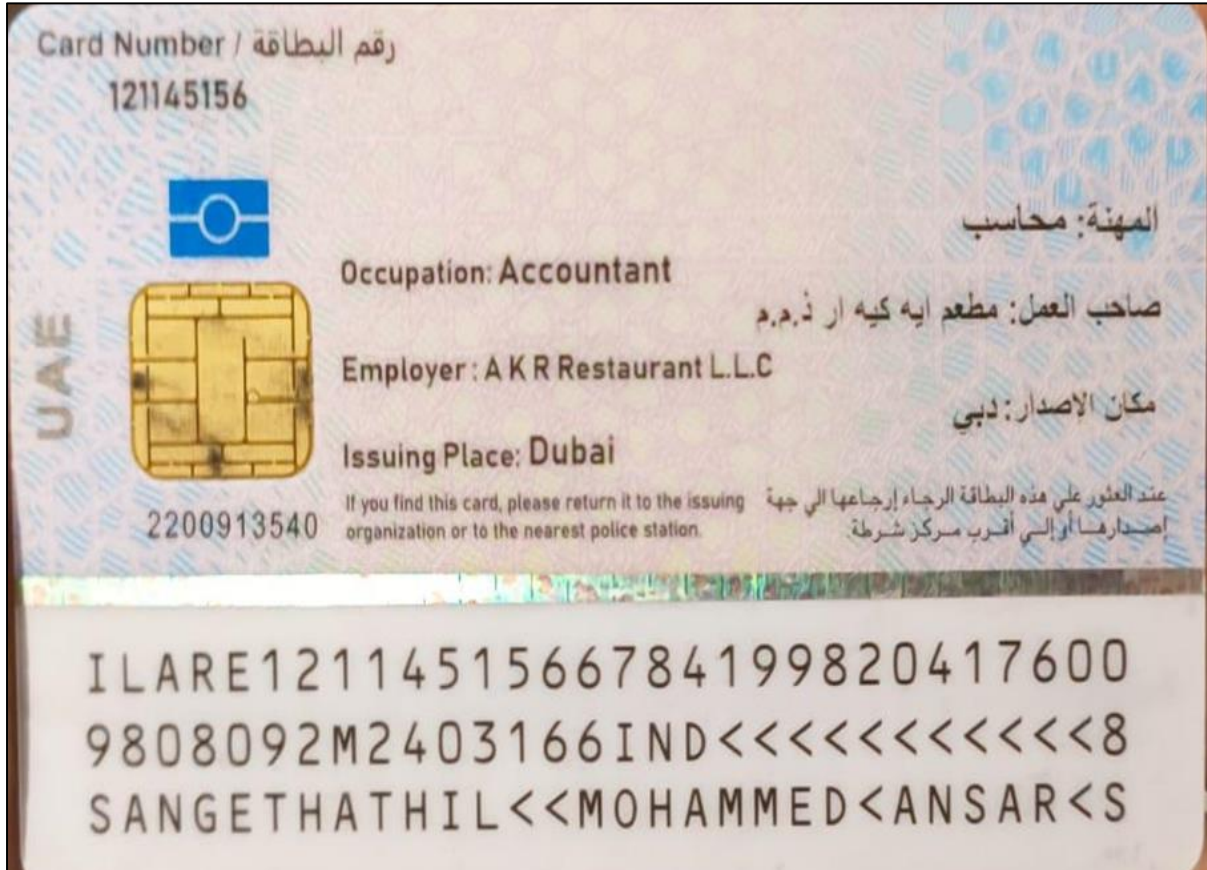 Card Number / رقم البطاقة
121145156
المهنة: محاسب
Occupation: Accountant
صاحب العمل: مطعم ايه كيه ار ذ.م.م
Employer : A K R Restaurant L.L.C
مكان الاصدار: دبي
Issuing Place: Dubai
UAE
If you find this card, please return it to the issuing
organization or to the nearest police station.
عند العثور علي هذه البطاقة الرجاء إرجاعها الي جهة
إصدارها أو إلى أقرب مركز شرطة
2200913540
ILARE1211451566784199820417600
9808092M2403166IND<<<<<<<<<<<8
SANGETHATHIL<<MOHAMMED<ANSAR<S